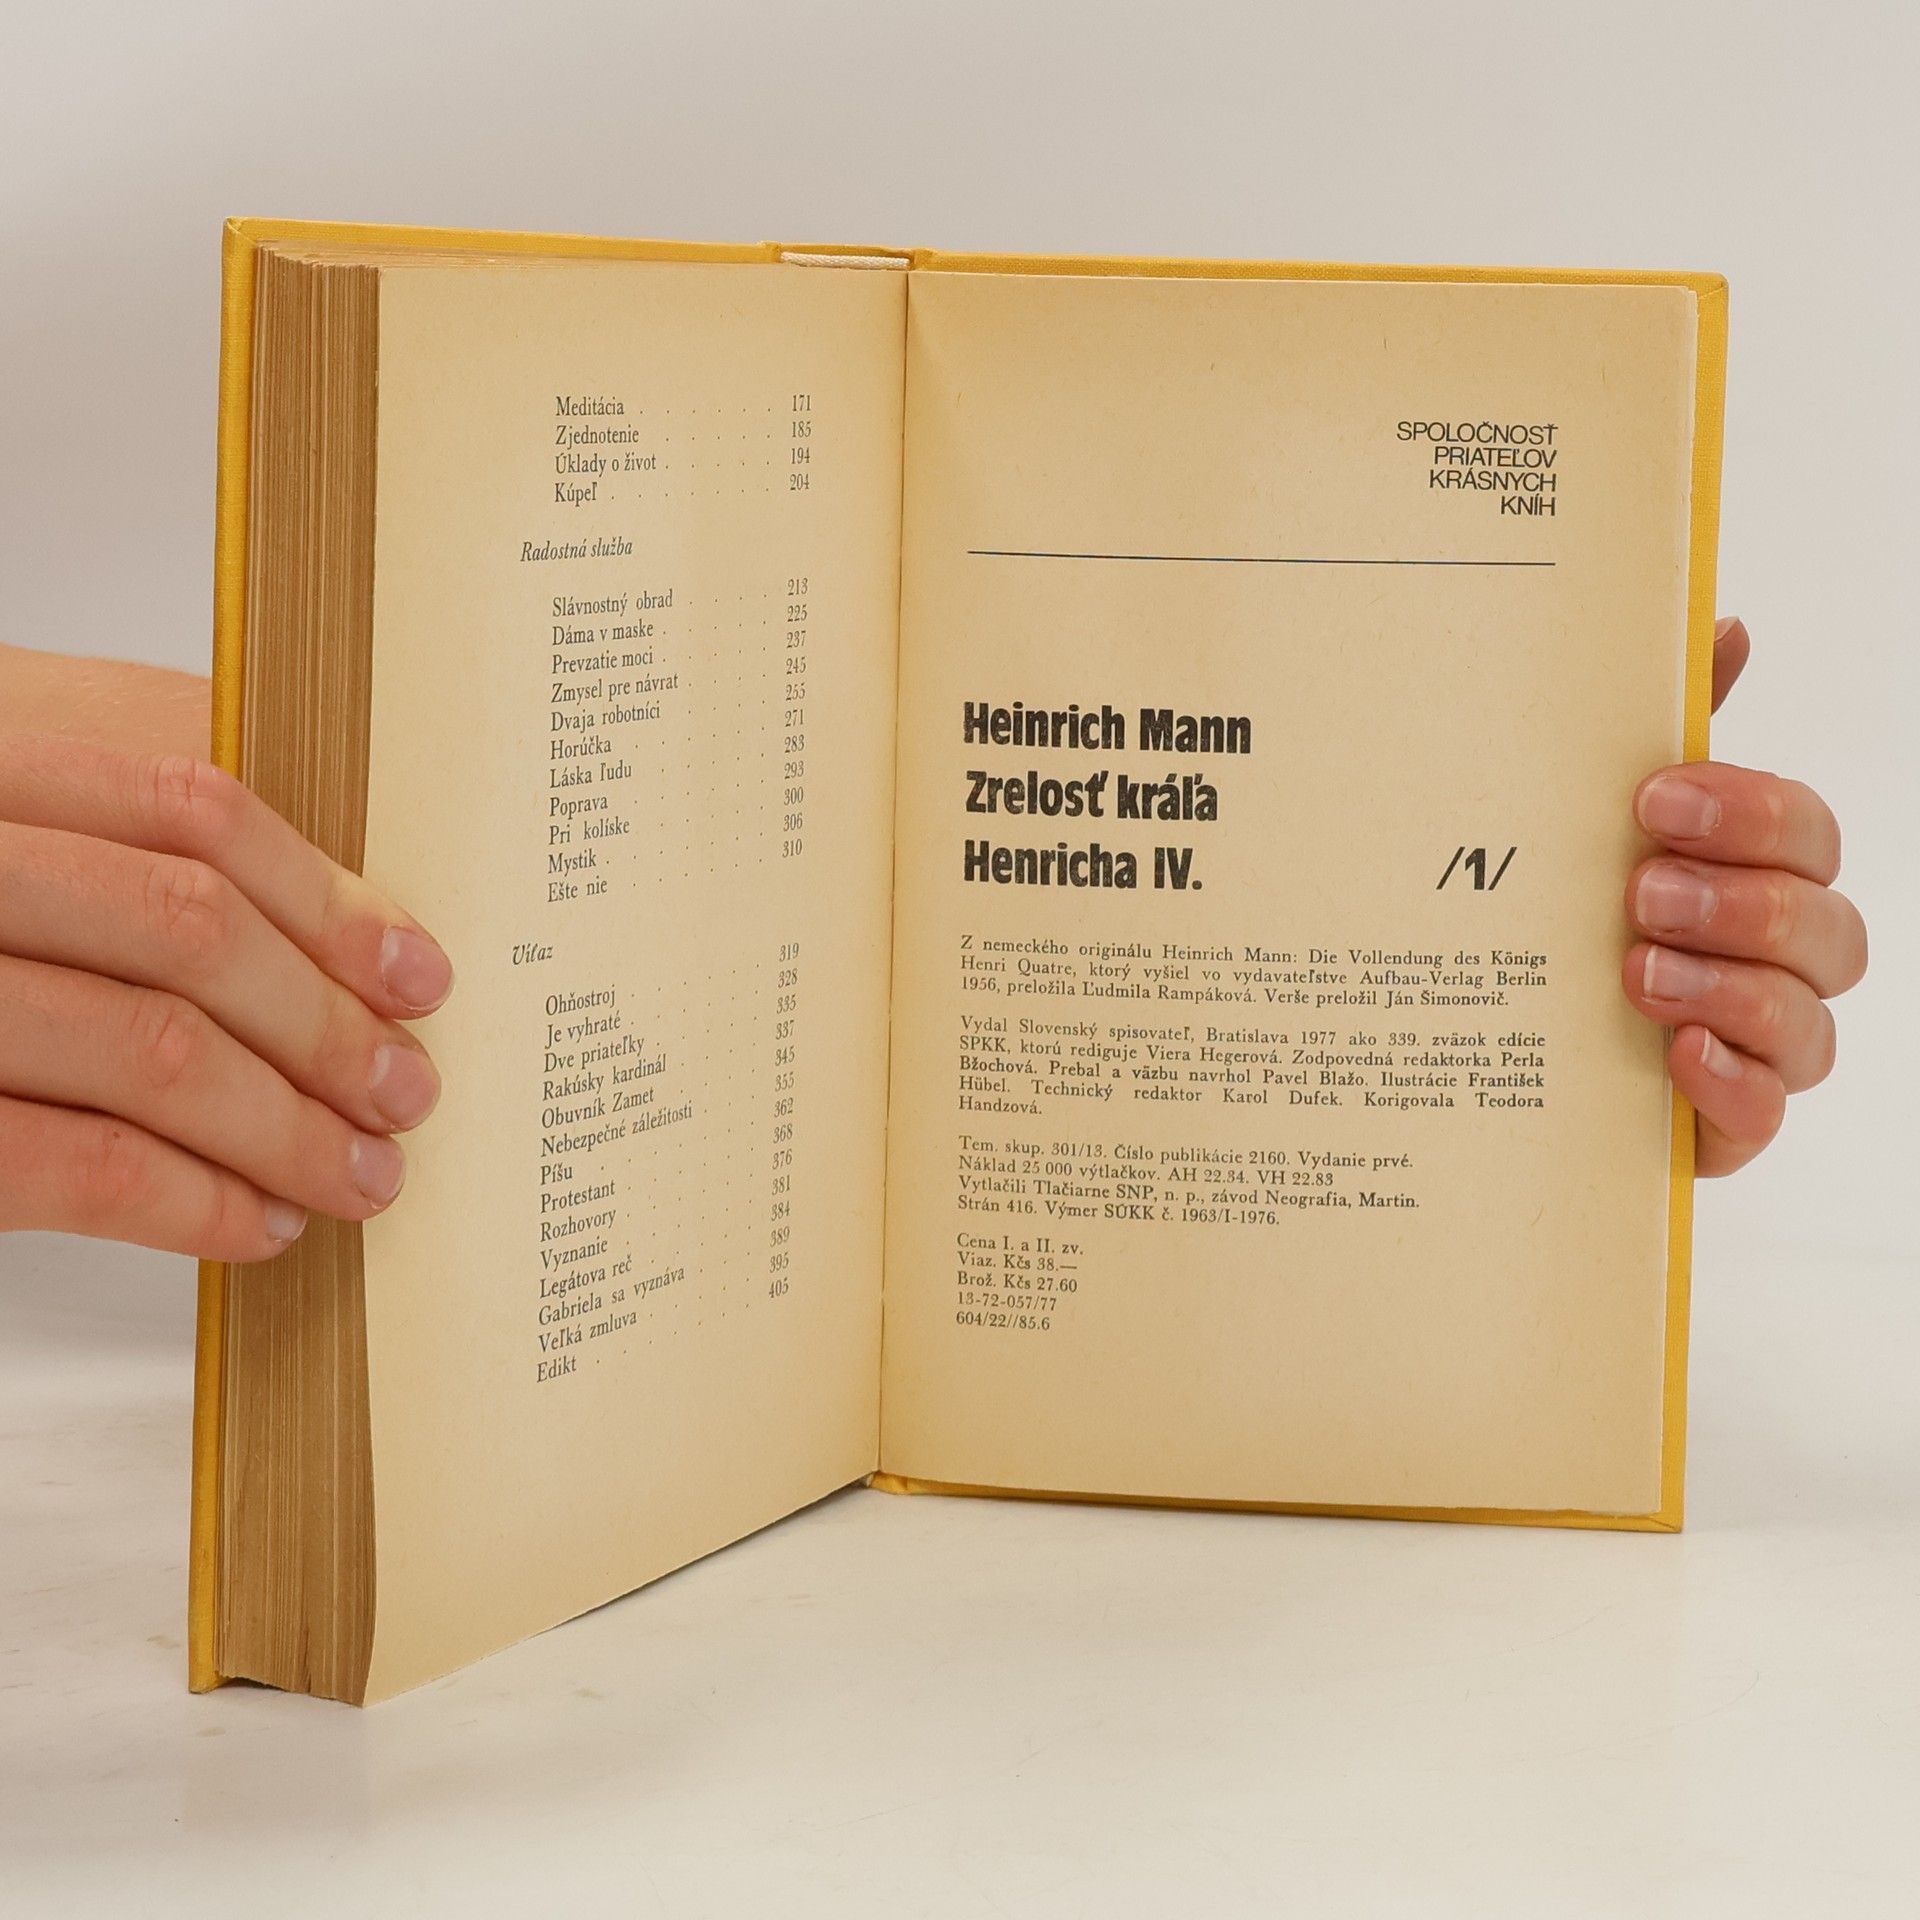 Meditácia . . . . . . 171
Zjednotenie . . . . . 185
Úklady o život . . . . . 194
Kúpeľ . . . . . . . 204
Radostná služba
Slávnostný obrad . . . . 213
Dáma v maske . . . . . 225
Prevzatie moci . . . . . 237
Zmysel pre návrat . . . . 245
Dvaja robotníci . . . . 255
Horúčka . . . . . . 271
Láska ľudu . . . . . 283
Poprava . . . . . . 293
Pri kolíske . . . . . 300
Mystik . . . . . . . 306
Ešte nie . . . . . . 310
Víťaz
Ohňostroj . . . . . . 319
Je vyhraté . . . . . . 328
Dve priateľky . . . . . 335
Rakúsky kardinál . . . . 337
Obuvník Zamet . . . . . 345
Nebezpečné záležitosti . . . . 355
Píšu . . . . . . . 362
Protestant . . . . . . 368
Rozhovory . . . . . . 376
Vyznanie . . . . . . 381
Legátova reč . . . . . 384
Gabriela sa vyznáva . . . . 389
Veľká zmluva . . . . . 395
Edikt . . . . . . . 405
SPOLOČNOSŤ
PRIATEĽOV
KRÁSNYCH
KNÍH
Heinrich Mann
Zrelosť kráľa
Henricha IV. /1/
Z nemeckého originálu Heinrich Mann: Die Vollendung des Königs
Henri Quatre, ktorý vyšiel vo vydavateľstve Aufbau-Verlag Berlin
1956, preložila Ľudmila Rampáková. Verše preložil Ján Šimonovič.
Vydal Slovenský spisovateľ, Bratislava 1977 ako 339. zväzok edície
SPKK, ktorú rediguje Viera Hegerová. Zodpovedná redaktorka Perla
Bžochová. Prebal a väzbu navrhol Pavel Blažo. Ilustrácie František
Hübel. Technický redaktor Karol Dufek. Korigovala Teodora
Handzová.
Tem. skup. 301/13. Číslo publikácie 2160. Vydanie prvé.
Náklad 25 000 výtlačkov. AH 22.34. VH 22.83
Vytlačili Tlačiarne SNP, n. p., závod Neografia, Martin.
Strán 416. Výmer SÚKK č. 1963/I-1976.
Cena I. a II. zv.
Viaz. Kčs 38.—
Brož. Kčs 27.60
13-72-057/77
604/22//85.6